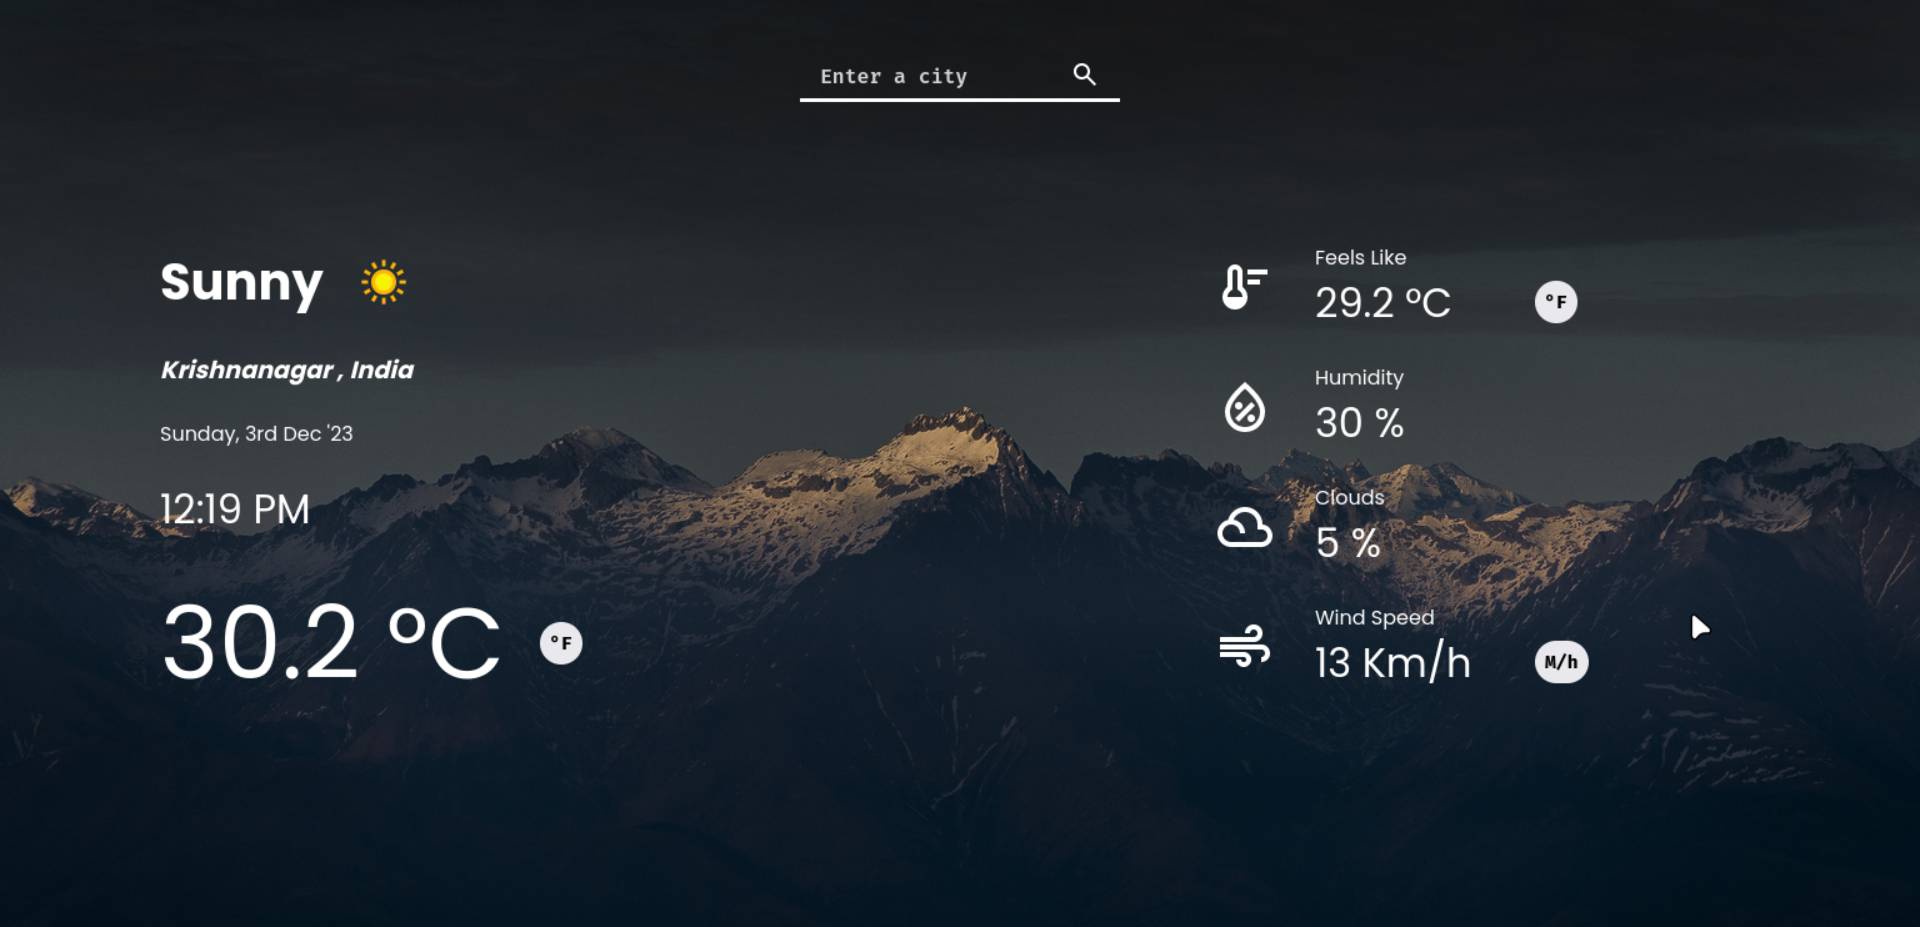 Enter a city
Sunny
Krishnanagar , India
Sunday, 3rd Dec '23
12:19 PM
30.2 °C
°F
Feels Like
29.2 °C
°F
Humidity
30 %
Clouds
5 %
Wind Speed
13 Km/h
M/h